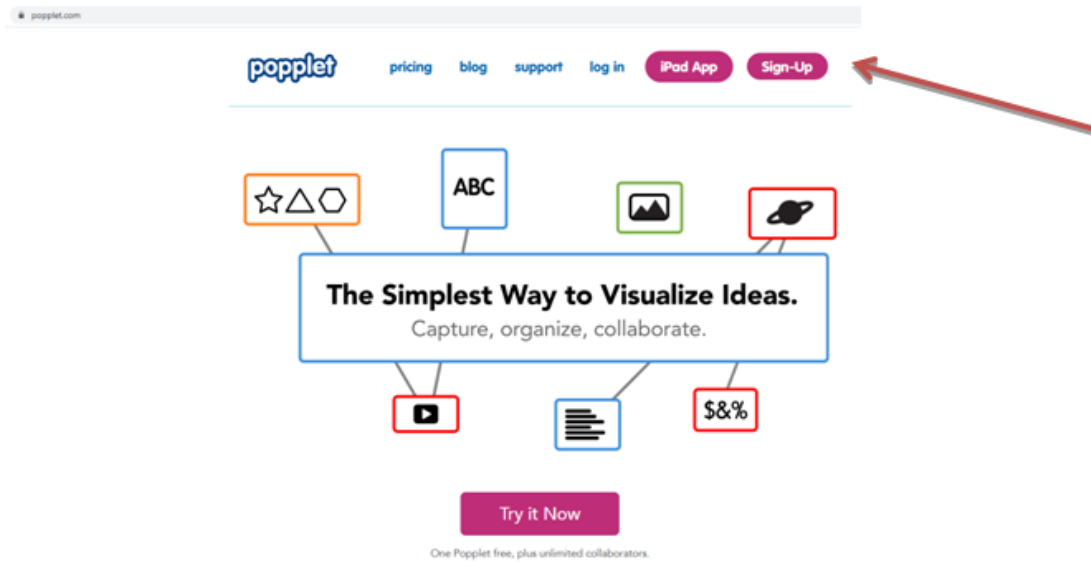 popplet.com
popplet pricing blog support log in iPad App Sign-Up
ABC
The Simplest Way to Visualize Ideas.
Capture, organize, collaborate.
$&%
Try it Now
One Popplet free, plus unlimited collaborators.